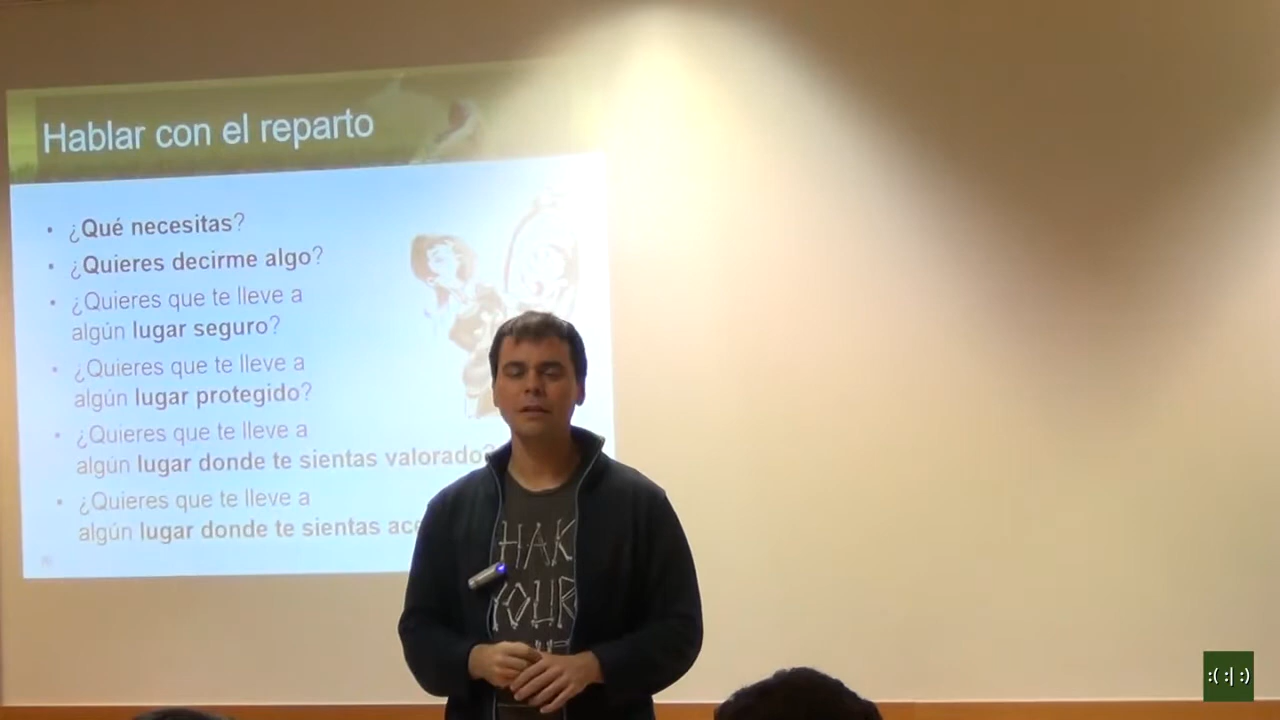 Hablar con el reparto
• ¿Qué necesitas?
• ¿Quieres decirme algo?
• ¿Quieres que te lleve a
algún lugar seguro?
• ¿Quieres que te lleve a
algún lugar protegido?
• ¿Quieres que te lleve a
algún lugar donde te sientas valorado?
• ¿Quieres que te lleve a
algún lugar donde te sientas
HAK
YOUR
:( :| :)